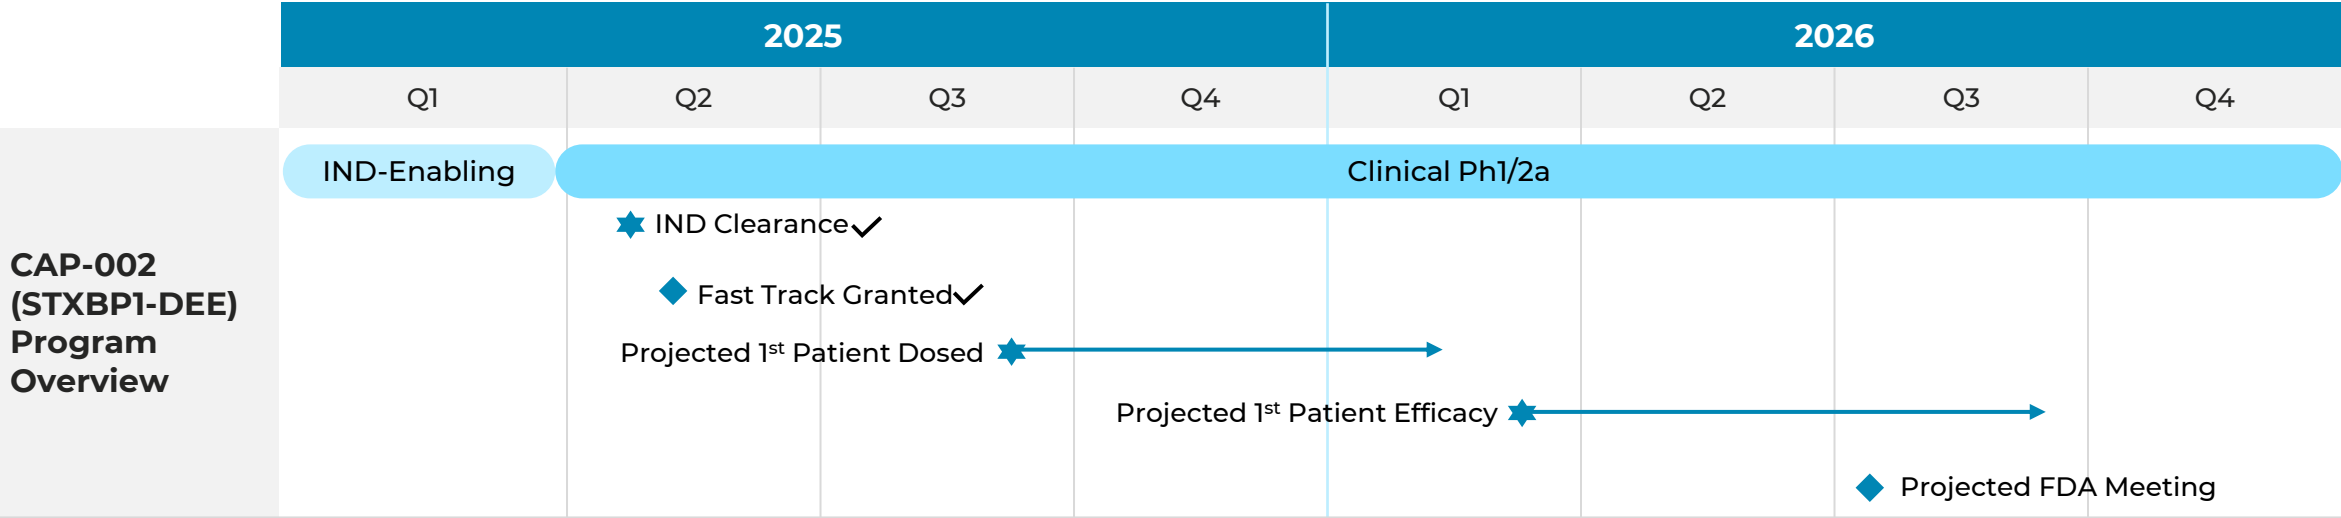 2025 2026
Q1 Q2 Q3 Q4 Q1 Q2 Q3 Q4
IND-Enabling Clinical Ph1/2a
IND Clearance✓
CAP-002
(STXBP1-DEE)
Program
Overview
Fast Track Granted✓
Projected 1st Patient Dosed
Projected 1st Patient Efficacy
Projected FDA Meeting